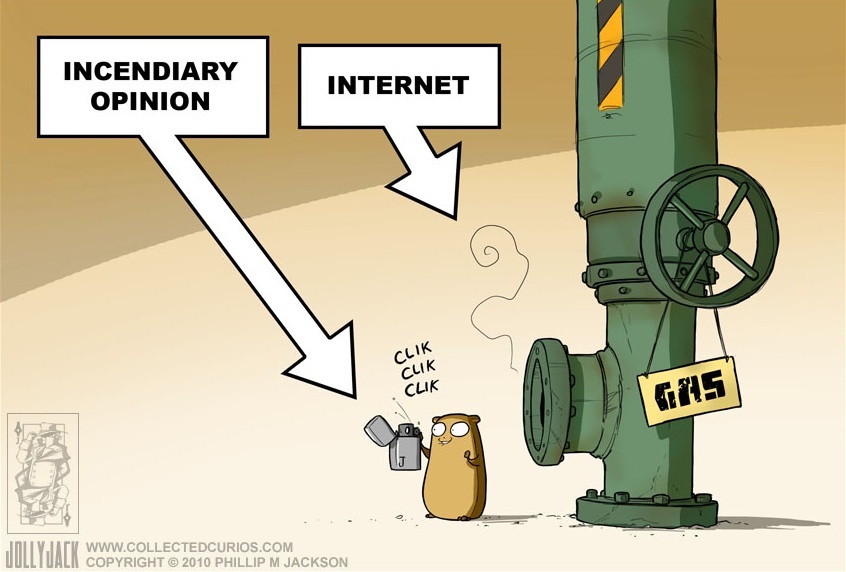 INCENDIARY
OPINION
INTERNET
CLIK
CLIK
CLIK
GAS
J
JOLLYJACK
WWW.COLLECTEDCURIOS.COM
COPYRIGHT © 2010 PHILLIP M JACKSON